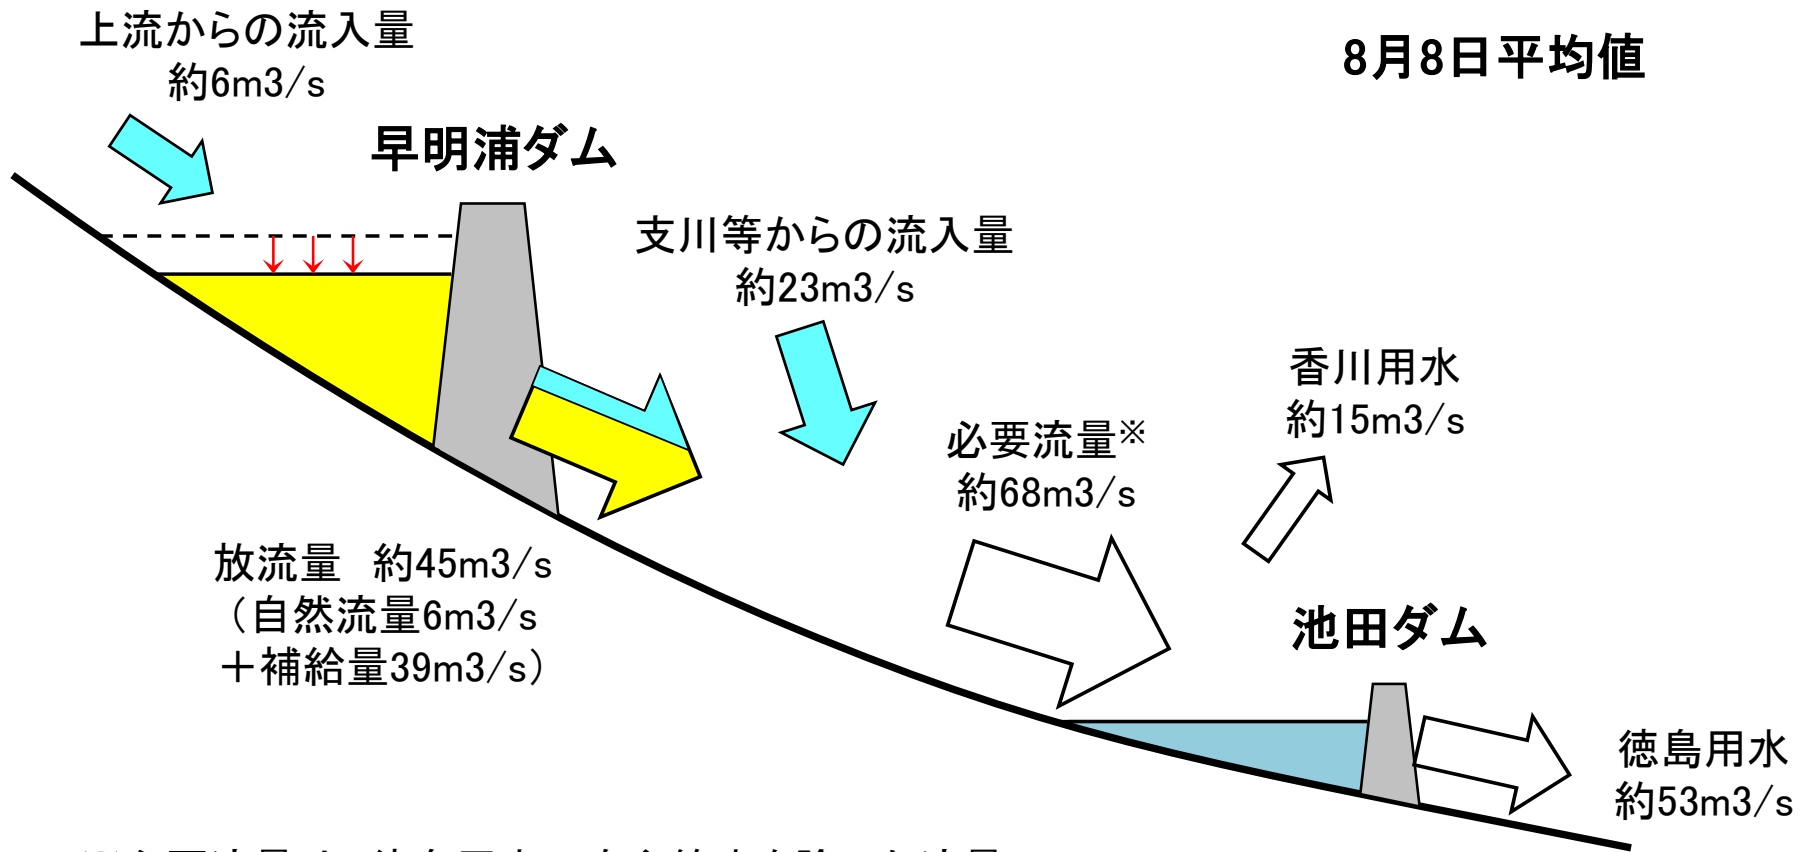 上流からの流入量
約6m3/s
8月8日平均値
早明浦ダム
支川等からの流入量
約23m3/s
香川用水
約15m3/s
必要流量※
約68m3/s
放流量　約45m3/s
（自然流量6m3/s
＋補給量39m3/s）
池田ダム
徳島用水
約53m3/s